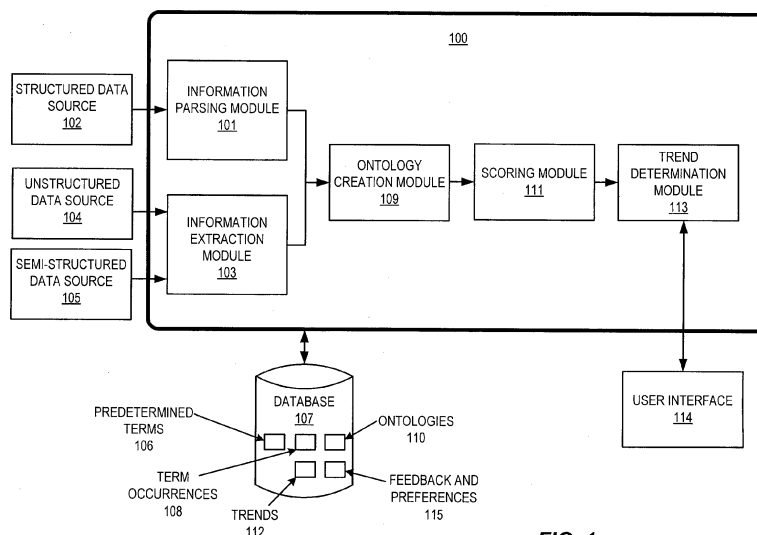 100
STRUCTURED DATA
SOURCE
102
INFORMATION
PARSING MODULE
101
UNSTRUCTURED
DATA SOURCE
104
SEMI-STRUCTURED
DATA SOURCE
105
INFORMATION
EXTRACTION
MODULE
103
ONTOLOGY
CREATION MODULE
109
SCORING MODULE
111
TREND
DETERMINATION
MODULE
113
USER INTERFACE
114
DATABASE
107
PREDETERMINED
TERMS
106
TERM
OCCURRENCES
108
TRENDS
112
ONTOLOGIES
110
FEEDBACK AND
PREFERENCES
115